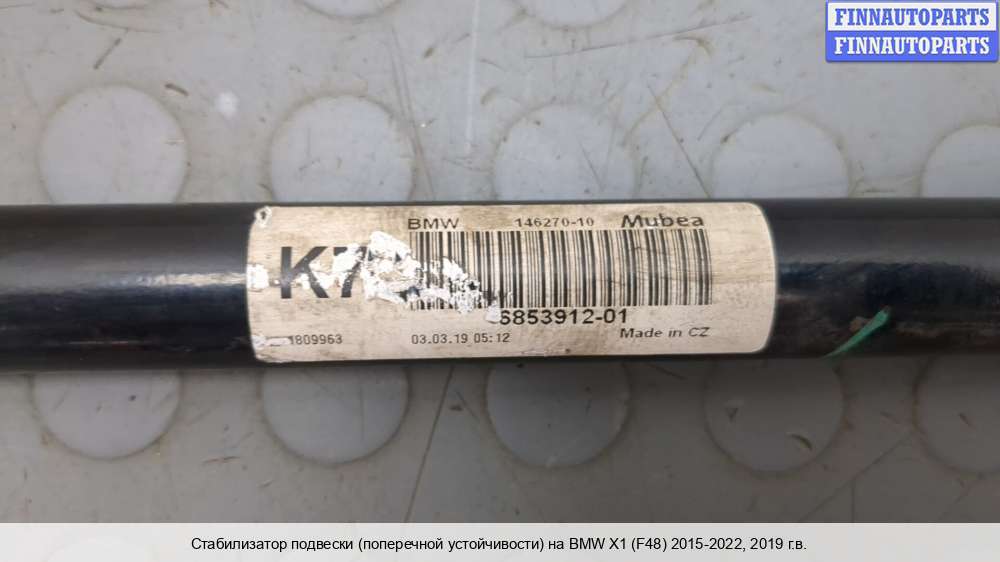 FINNAUTOPARTS
FINNAUTOPARTS
BMW 146270-10 Mubea
6853912-01
1809963 03.03.19 05:12 Made in CZ
Стабилизатор подвески (поперечной устойчивости) на BMW X1 (F48) 2015-2022, 2019 г.в.